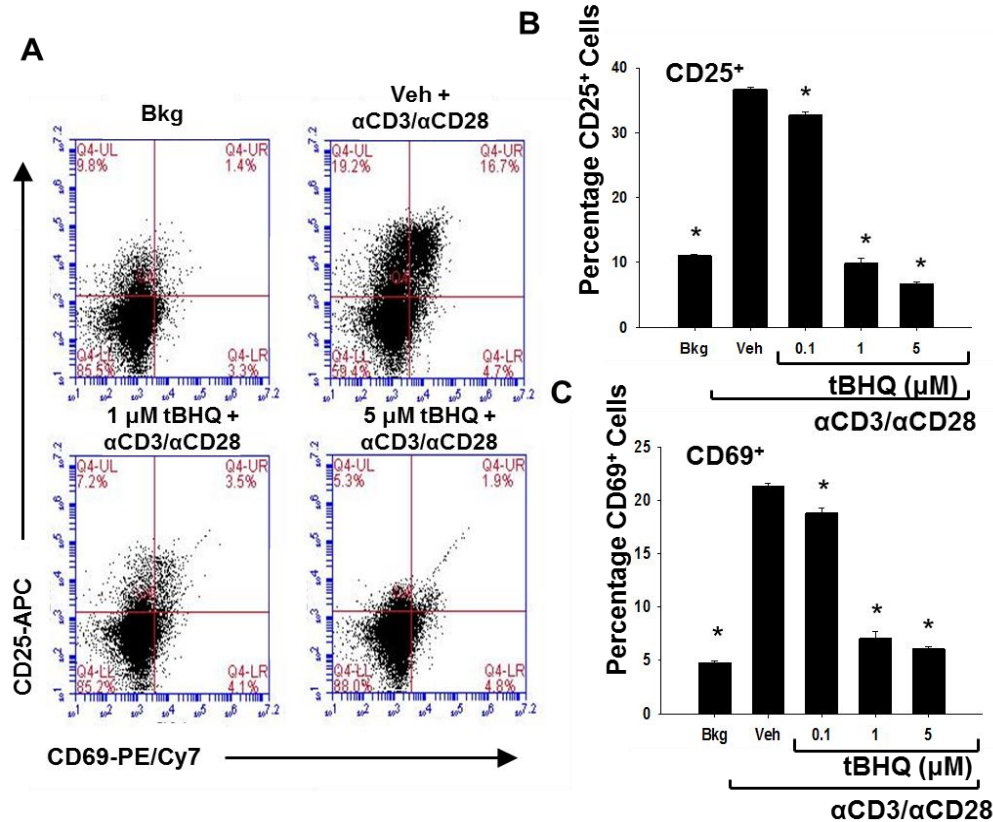 A
Bkg
Q4-UL
9.8%
Q4-UR
1.4%
Q4-LL
85.5%
Q4-LR
3.3%
Veh +
αCD3/αCD28
Q4-UL
19.2%
Q4-UR
16.7%
Q4-LL
59.4%
Q4-LR
4.7%
1 µM tBHQ +
αCD3/αCD28
Q4-UL
7.2%
Q4-UR
3.5%
Q4-LL
85.2%
Q4-LR
4.1%
5 µM tBHQ +
αCD3/αCD28
Q4-UL
5.3%
Q4-UR
1.9%
Q4-LL
88.0%
Q4-LR
4.8%
CD25-APC
CD69-PE/Cy7
B
Percentage CD25⁺ Cells
CD25⁺
40
30
20
10
0
* * * *
Bkg Veh 0.1 1 5
tBHQ (µM)
αCD3/αCD28
C
Percentage CD69⁺ Cells
CD69⁺
25
20
15
10
5
0
* * * *
Bkg Veh 0.1 1 5
tBHQ (µM)
αCD3/αCD28